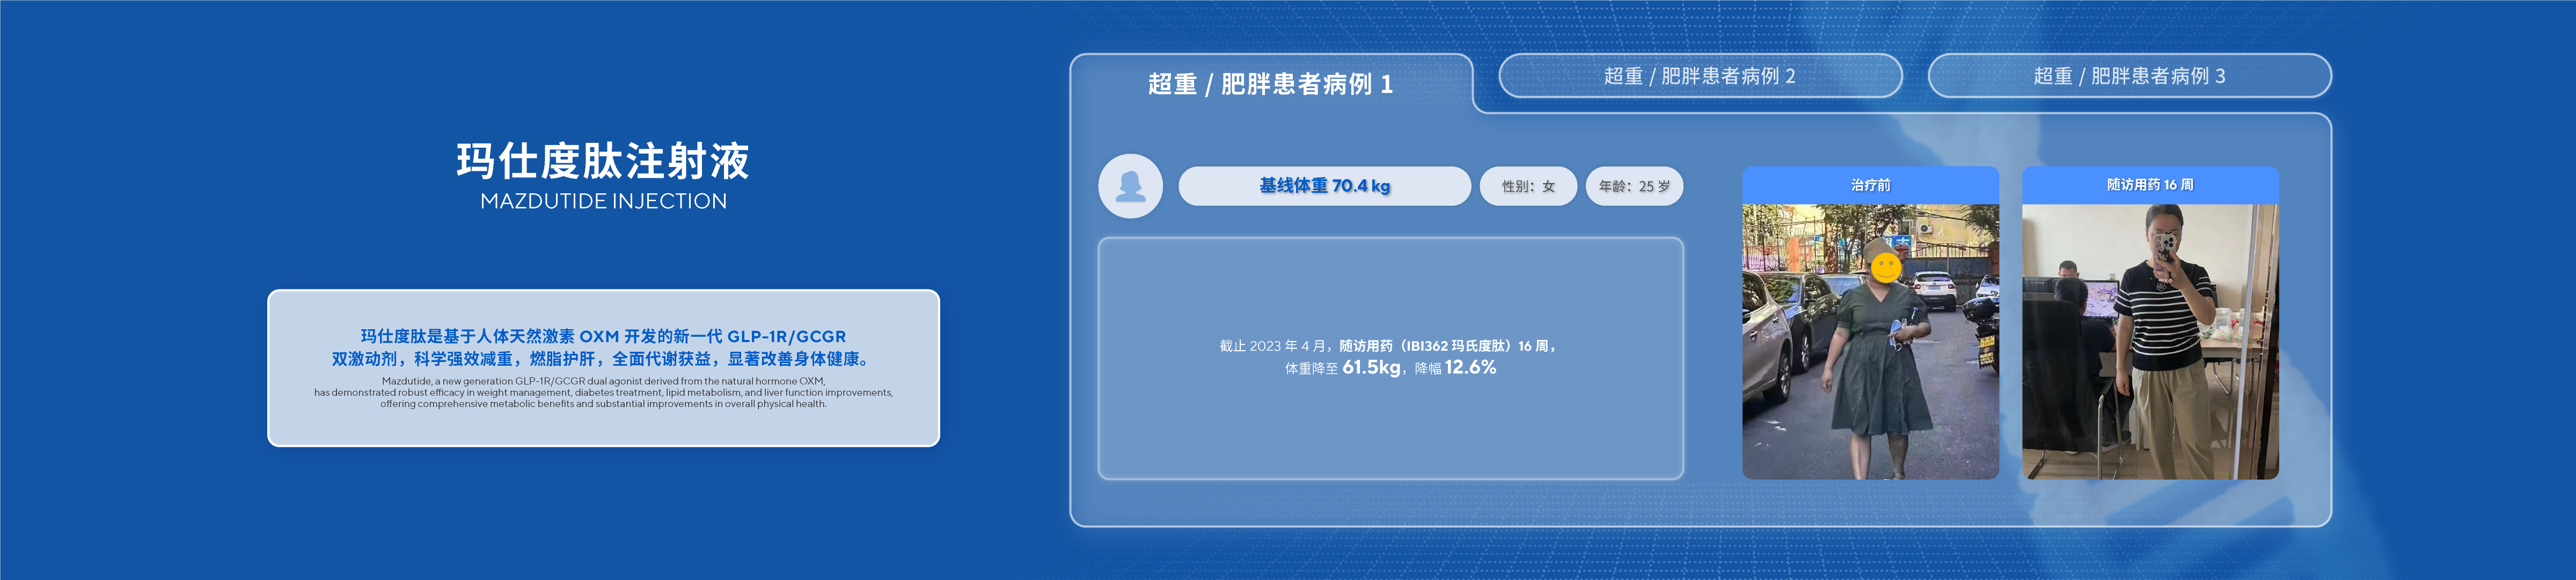 玛仕度肽注射液
MAZDUTIDE INJECTION
玛仕度肽是基于人体天然激素 OXM 开发的新一代 GLP-1R/GCGR
双激动剂，科学强效减重，燃脂护肝，全面代谢获益，显著改善身体健康。
Mazdutide, a new generation GLP-1R/GCGR dual agonist derived from the natural hormone OXM,
has demonstrated robust efficacy in weight management, diabetes treatment, lipid metabolism, and liver function improvements,
offering comprehensive metabolic benefits and substantial improvements in overall physical health.
超重 / 肥胖患者病例 1
超重 / 肥胖患者病例 2
超重 / 肥胖患者病例 3
基线体重 70.4 kg
性别：女
年龄：25 岁
截止 2023 年 4 月，随访用药（IBI362 玛氏度肽）16 周，
体重降至 61.5kg，降幅 12.6%
治疗前
随访用药 16 周